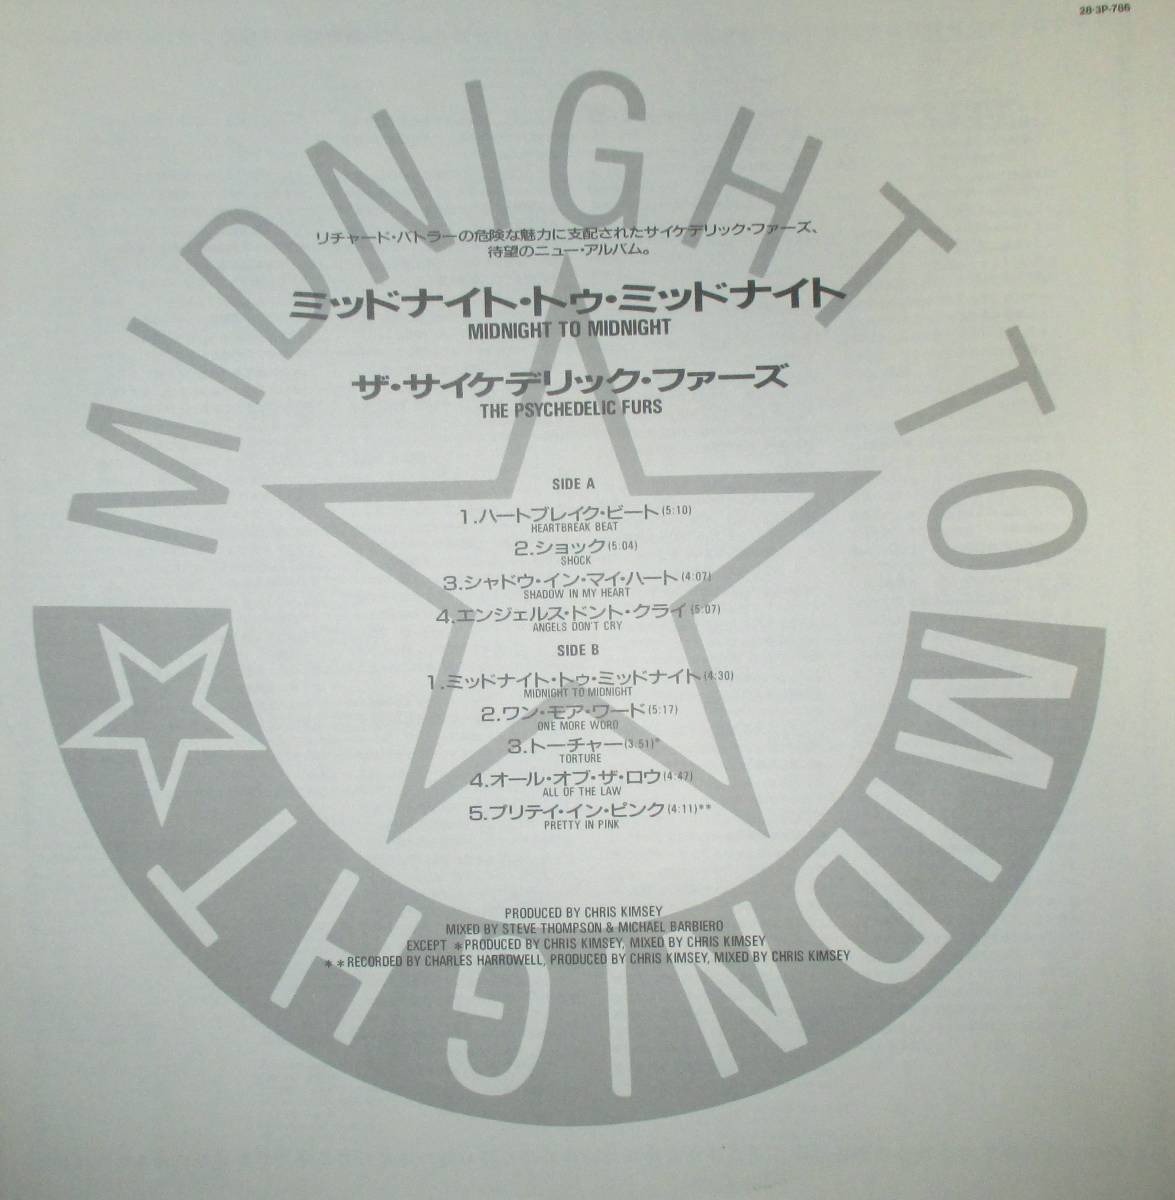 28·3P-786
MIDNIGHT TO MIDNIGHT
リチャード・バトラーの危険な魅力に支配されたサイケデリック・ファーズ、
待望のニュー・アルバム。
ミッドナイト・トゥ・ミッドナイト
MIDNIGHT TO MIDNIGHT
ザ・サイケデリック・ファーズ
THE PSYCHEDELIC FURS
SIDE A
1.ハートブレイク・ビート(5:10)
HEARTBREAK BEAT
2.ショック(5:04)
SHOCK
3.シャドウ・イン・マイ・ハート(4:07)
SHADOW IN MY HEART
4.エンジェルス・ドント・クライ(5:07)
ANGELS DON'T CRY
SIDE B
1.ミッドナイト・トゥ・ミッドナイト(4:30)
MIDNIGHT TO MIDNIGHT
2.ワン・モア・ワード(5:17)
ONE MORE WORD
3.トーチャー(3:51)*
TORTURE
4.オール・オブ・ザ・ロウ(4:47)
ALL OF THE LAW
5.プリティ・イン・ピンク(4:11)**
PRETTY IN PINK
PRODUCED BY CHRIS KIMSEY
MIXED BY STEVE THOMPSON & MICHAEL BARBIERO
EXCEPT *PRODUCED BY CHRIS KIMSEY, MIXED BY CHRIS KIMSEY
**RECORDED BY CHARLES HARROWELL, PRODUCED BY CHRIS KIMSEY, MIXED BY CHRIS KIMSEY